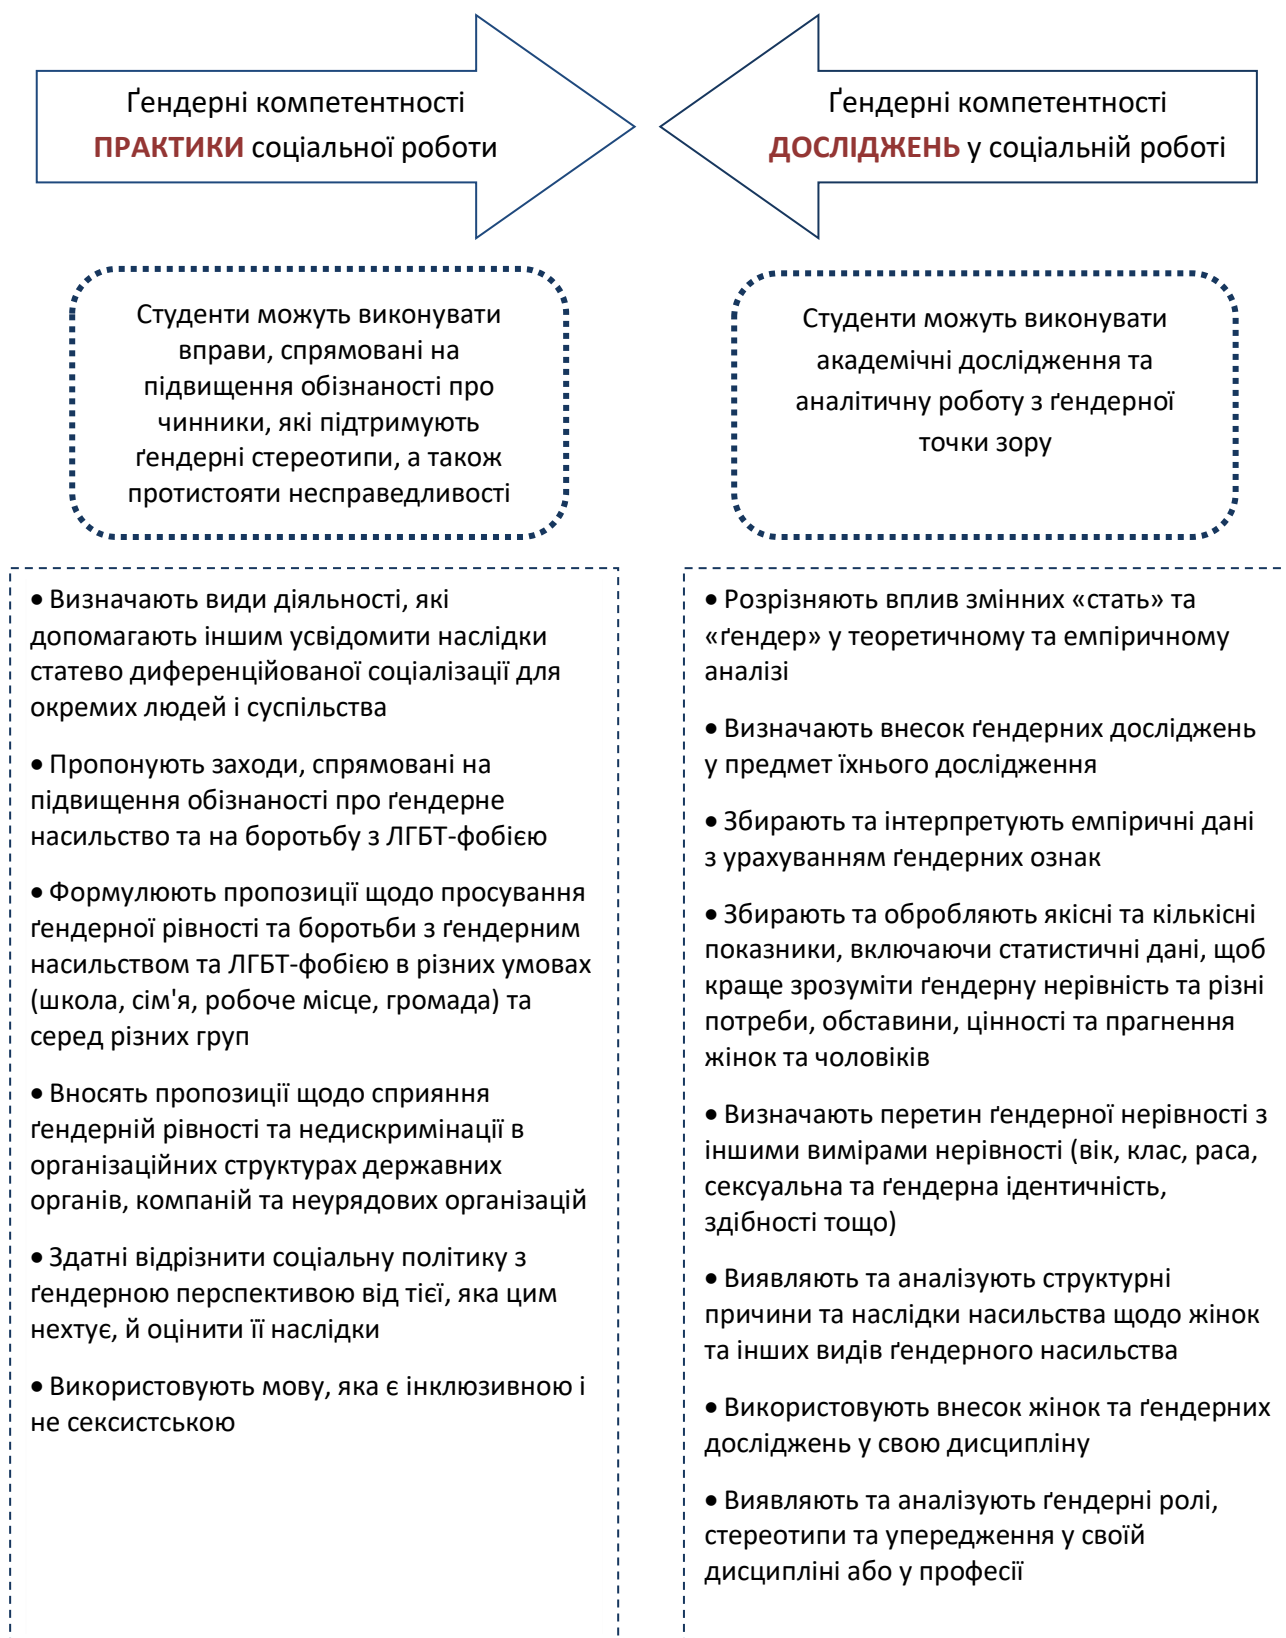 Ґендерні компетентності
ПРАКТИКИ соціальної роботи
Ґендерні компетентності
ДОСЛІДЖЕНЬ у соціальній роботі
Студенти можуть виконувати
вправи, спрямовані на
підвищення обізнаності про
чинники, які підтримують
ґендерні стереотипи, а також
протистояти несправедливості
Студенти можуть виконувати
академічні дослідження та
аналітичну роботу з ґендерної
точки зору
• Визначають види діяльності, які
допомагають іншим усвідомити наслідки
статево диференційованої соціалізації для
окремих людей і суспільства
• Пропонують заходи, спрямовані на
підвищення обізнаності про ґендерне
насильство та на боротьбу з ЛГБТ-фобією
• Формулюють пропозиції щодо просування
ґендерної рівності та боротьби з ґендерним
насильством та ЛГБТ-фобією в різних умовах
(школа, сім'я, робоче місце, громада) та
серед різних груп
• Вносять пропозиції щодо сприяння
ґендерній рівності та недискримінації в
організаційних структурах державних
органів, компаній та неурядових організацій
• Здатні відрізнити соціальну політику з
ґендерною перспективою від тієї, яка цим
нехтує, й оцінити її наслідки
• Використовують мову, яка є інклюзивною і
не сексистською
• Розрізняють вплив змінних «стать» та
«ґендер» у теоретичному та емпіричному
аналізі
• Визначають внесок ґендерних досліджень
у предмет їхнього дослідження
• Збирають та інтерпретують емпіричні дані
з урахуванням ґендерних ознак
• Збирають та обробляють якісні та кількісні
показники, включаючи статистичні дані, щоб
краще зрозуміти ґендерну нерівність та різні
потреби, обставини, цінності та прагнення
жінок та чоловіків
• Визначають перетин ґендерної нерівності з
іншими вимірами нерівності (вік, клас, раса,
сексуальна та ґендерна ідентичність,
здібності тощо)
• Виявляють та аналізують структурні
причини та наслідки насильства щодо жінок
та інших видів ґендерного насильства
• Використовують внесок жінок та ґендерних
досліджень у свою дисципліну
• Виявляють та аналізують ґендерні ролі,
стереотипи та упередження у своїй
дисципліні або у професії